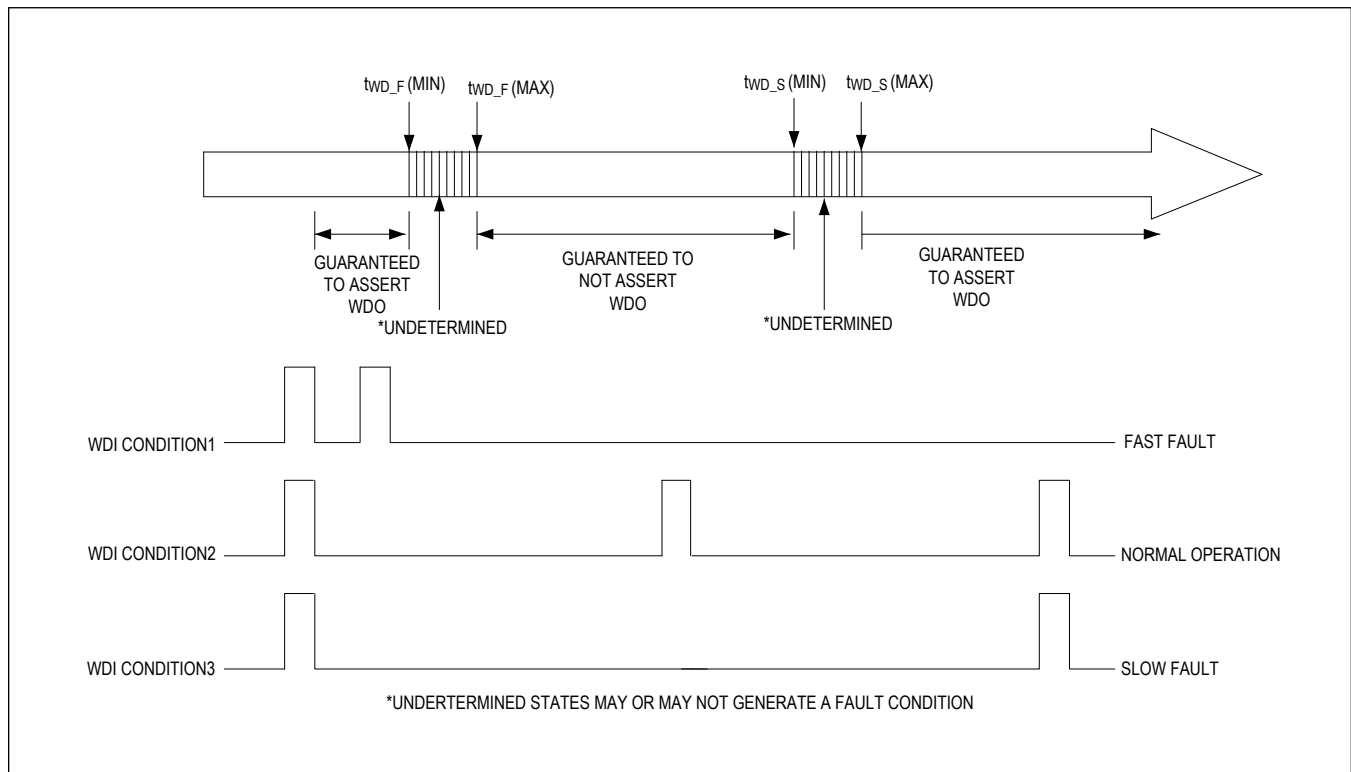 tWD_F (MIN)
tWD_F (MAX)
tWD_S (MIN)
tWD_S (MAX)
GUARANTEED
TO ASSERT
WDO
*UNDETERMINED
GUARANTEED TO
NOT ASSERT
WDO
*UNDETERMINED
GUARANTEED
TO ASSERT
WDO
WDI CONDITION1
FAST FAULT
WDI CONDITION2
NORMAL OPERATION
WDI CONDITION3
SLOW FAULT
*UNDERTERMINED STATES MAY OR MAY NOT GENERATE A FAULT CONDITION